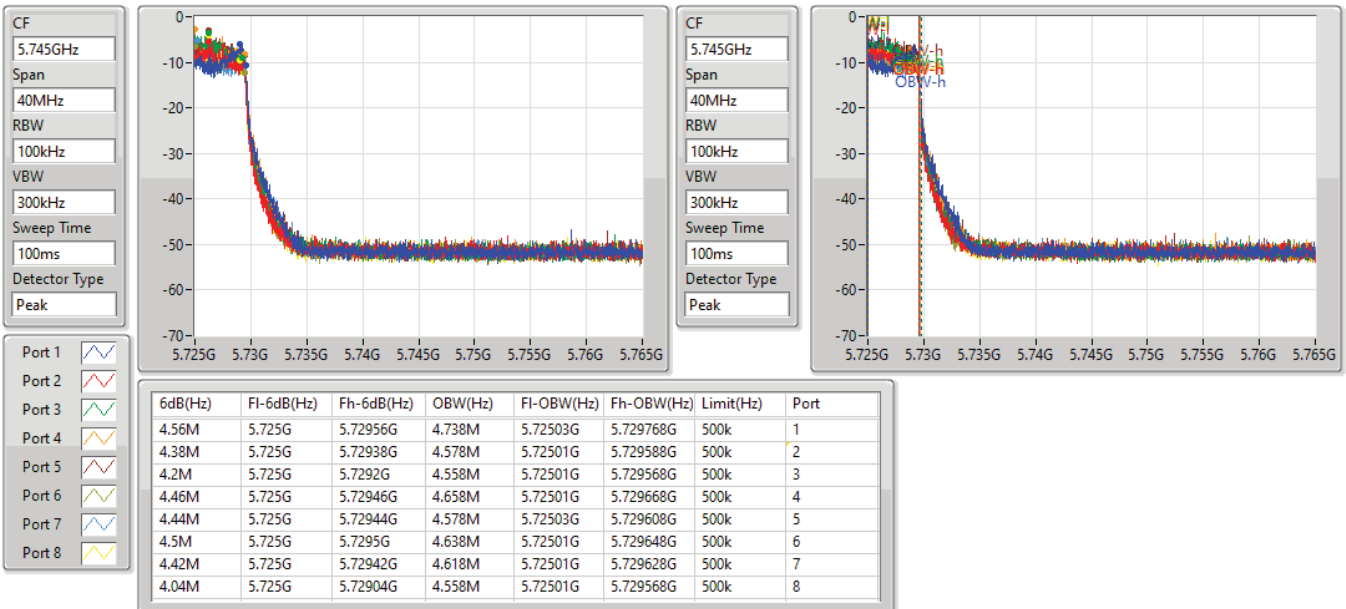 CF
5.745GHz
Span
40MHz
RBW
100kHz
VBW
300kHz
Sweep Time
100ms
Detector Type
Peak
0
-10
-20
-30
-40
-50
-60
-70
5.725G 5.73G 5.735G 5.74G 5.745G 5.75G 5.755G 5.76G 5.765G
CF
5.745GHz
Span
40MHz
RBW
100kHz
VBW
300kHz
Sweep Time
100ms
Detector Type
Peak
0
-10
-20
-30
-40
-50
-60
-70
OBW-h
5.725G 5.73G 5.735G 5.74G 5.745G 5.75G 5.755G 5.76G 5.765G
Port 1
Port 2
Port 3
Port 4
Port 5
Port 6
Port 7
Port 8
6dB(Hz) Fl-6dB(Hz) Fh-6dB(Hz) OBW(Hz) Fl-OBW(Hz) Fh-OBW(Hz) Limit(Hz) Port
4.56M 5.725G 5.72956G 4.738M 5.72503G 5.729768G 500k 1
4.38M 5.725G 5.72938G 4.578M 5.72501G 5.729588G 500k 2
4.2M 5.725G 5.7292G 4.558M 5.72501G 5.729568G 500k 3
4.46M 5.725G 5.72946G 4.658M 5.72501G 5.729668G 500k 4
4.44M 5.725G 5.72944G 4.578M 5.72503G 5.729608G 500k 5
4.5M 5.725G 5.7295G 4.638M 5.72501G 5.729648G 500k 6
4.42M 5.725G 5.72942G 4.618M 5.72501G 5.729628G 500k 7
4.04M 5.725G 5.72904G 4.558M 5.72501G 5.729568G 500k 8